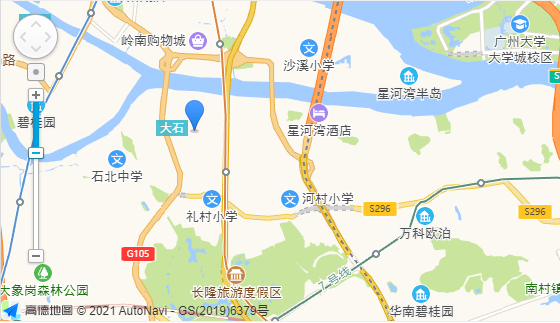 广州大学
大学城校区
岭南购物城
路
沙溪小学
S
星河湾半岛
碧桂园
大石
星河湾酒店
石北中学
河村小学
礼村小学
S296
S296
万科欧泊
G105
7号线
大象岗森林公园
长隆旅游度假区
南村镇
华南碧桂园
高德地图 © 2021 AutoNavi - GS(2019)6379号